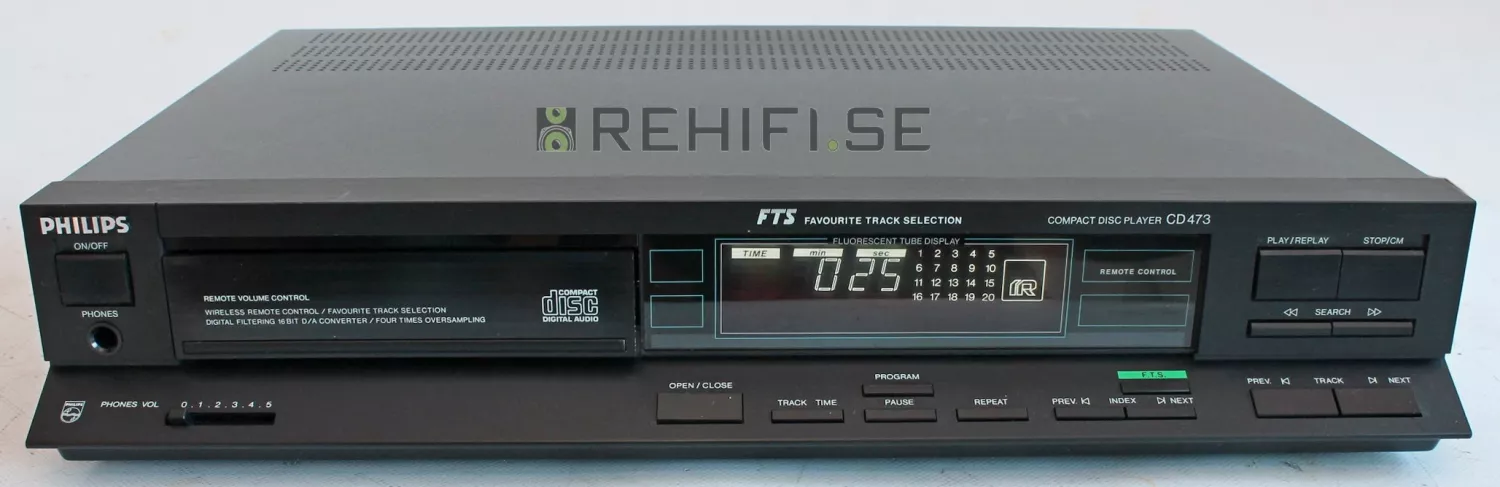 REHIFI.SE
PHILIPS
FTS FAVOURITE TRACK SELECTION
COMPACT DISC PLAYER CD473
ON/OFF
FLUORESCENT TUBE DISPLAY
PLAY/REPLAY STOP/CM
TIME min sec
025
1 2 3 4 5
6 7 8 9 10
11 12 13 14 15
16 17 18 19 20
R
REMOTE CONTROL
REMOTE VOLUME CONTROL
WIRELESS REMOTE CONTROL / FAVOURITE TRACK SELECTION
DIGITAL FILTERING 16 BIT D/A CONVERTER / FOUR TIMES OVERSAMPLING
COMPACT
disc
DIGITAL AUDIO
PHONES
SEARCH
PHONES VOL 0.1.2.3.4.5
OPEN / CLOSE
PROGRAM
TRACK TIME
PAUSE
REPEAT
F.T.S.
PREV. INDEX NEXT
PREV. TRACK NEXT